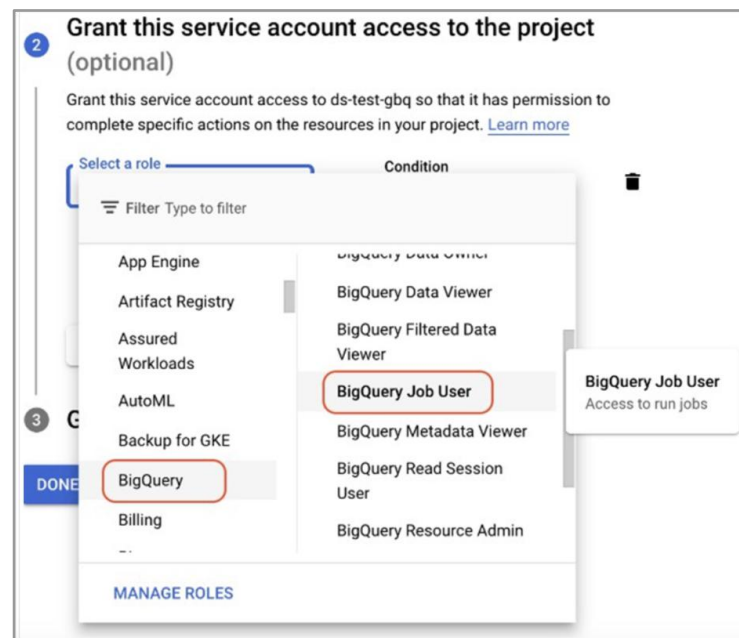 2
Grant this service account access to the project
(optional)
Grant this service account access to ds-test-gbq so that it has permission to
complete specific actions on the resources in your project. Learn more
Select a role
Condition
Filter Type to filter
App Engine
Artifact Registry
Assured
Workloads
AutoML
Backup for GKE
BigQuery
Billing
BigQuery Data Owner
BigQuery Data Viewer
BigQuery Filtered Data
Viewer
BigQuery Job User
BigQuery Metadata Viewer
BigQuery Read Session
User
BigQuery Resource Admin
BigQuery Job User
Access to run jobs
3
G
DONE
MANAGE ROLES